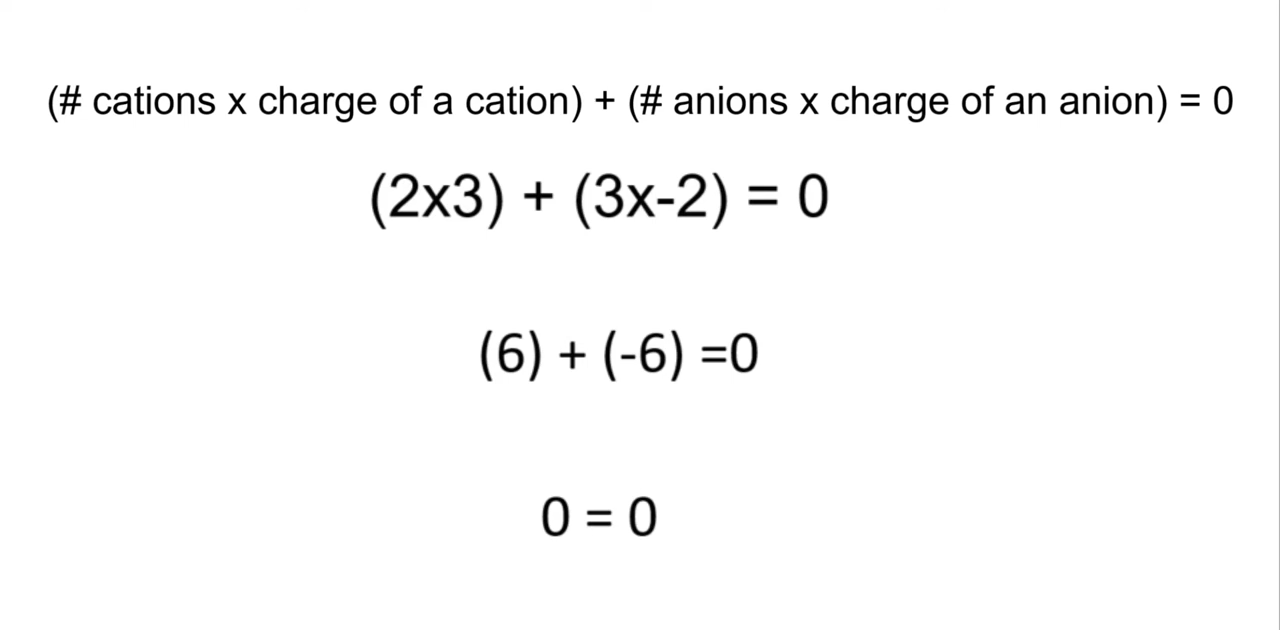 (# cations x charge of a cation) + (# anions x charge of an anion) = 0
(2x3) + (3x-2) = 0
(6) + (-6) =0
0 = 0